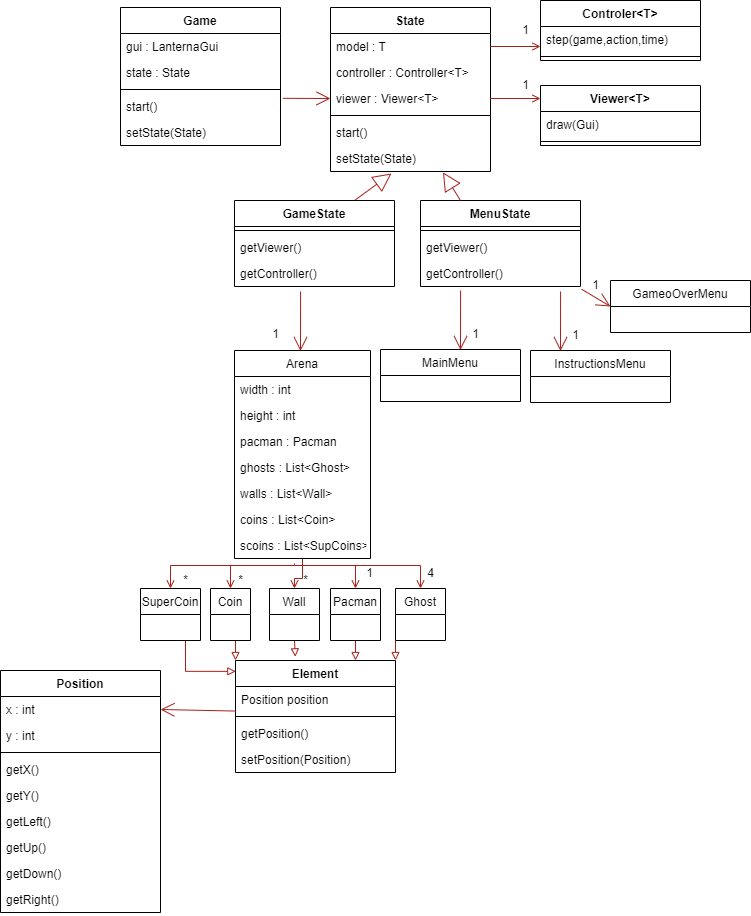 Game
gui : LanternaGui
state : State
start()
setState(State)
State
model : T
controller : Controller<T>
viewer : Viewer<T>
start()
setState(State)
1
Controler<T>
step(game,action,time)
1
Viewer<T>
draw(Gui)
GameState
getViewer()
getController()
MenuState
getViewer()
getController()
1
GameoOverMenu
1
1
1
Arena
width : int
height : int
pacman : Pacman
ghosts : List<Ghost>
walls : List<Wall>
coins : List<Coin>
scoins : List<SupCoins>
MainMenu
InstructionsMenu
*
*
*
1
4
SuperCoin
Coin
Wall
Pacman
Ghost
Element
Position position
getPosition()
setPosition(Position)
Position
x : int
y : int
getX()
getY()
getLeft()
getUp()
getDown()
getRight()